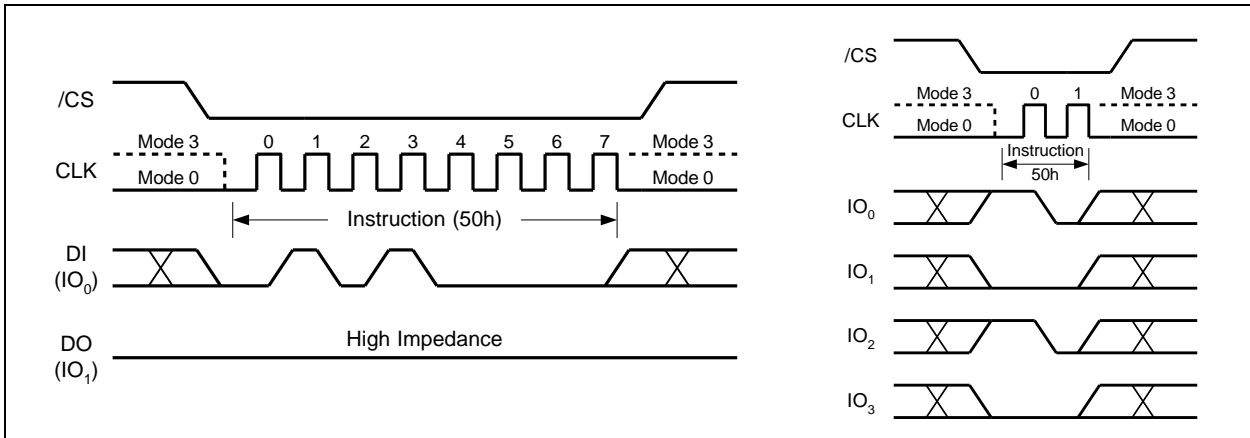 /CS
Mode 3 0 1 2 3 4 5 6 7 Mode 3
CLK
Mode 0 Mode 0
Instruction (50h)
DI
(IO0)
High Impedance
DO
(IO1)
/CS
Mode 3 0 1 Mode 3
CLK
Mode 0 Mode 0
Instruction
50h
IO0
IO1
IO2
IO3